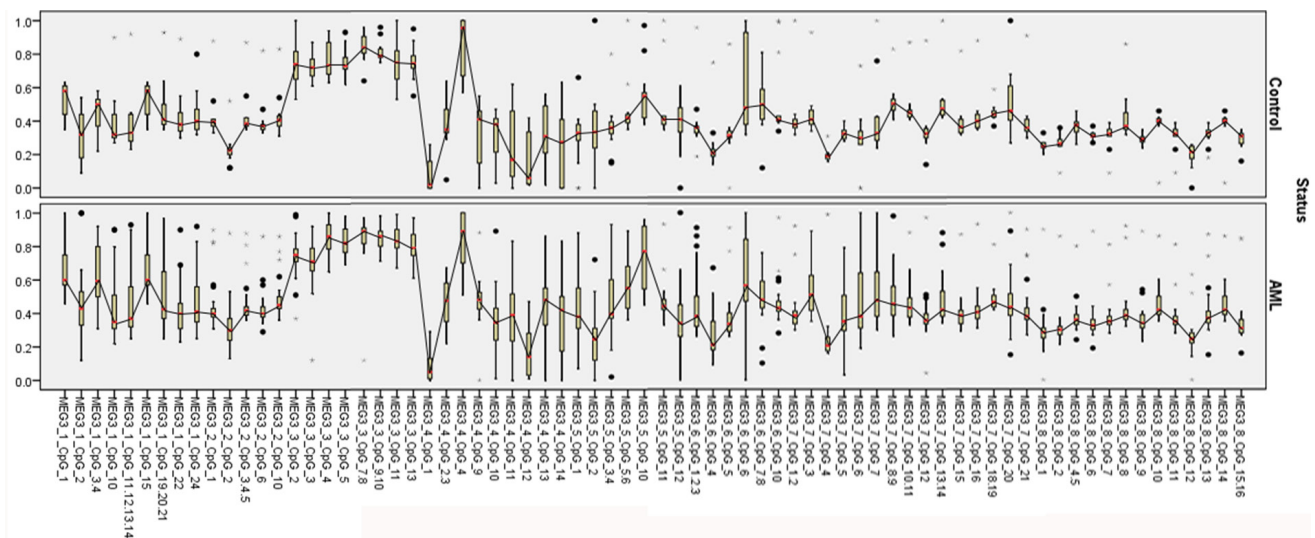 1.0
0.8
0.6
0.4
0.2
0.0
Control
1.0
0.8
0.6
0.4
0.2
0.0
AML
Status
MEG3_1_CpG_1
MEG3_1_CpG_2
MEG3_1_CpG_3.4
MEG3_1_CpG_10
MEG3_1_CpG_11.12.13.14
MEG3_1_CpG_15
MEG3_1_CpG_19.20.21
MEG3_1_CpG_22
MEG3_1_CpG_24
MEG3_2_CpG_1
MEG3_2_CpG_2
MEG3_2_CpG_3.4.5
MEG3_2_CpG_6
MEG3_2_CpG_10
MEG3_3_CpG_2
MEG3_3_CpG_3
MEG3_3_CpG_4
MEG3_3_CpG_5
MEG3_3_CpG_7.8
MEG3_3_CpG_9.10
MEG3_3_CpG_11
MEG3_3_CpG_13
MEG3_4_CpG_1
MEG3_4_CpG_2.3
MEG3_4_CpG_4
MEG3_4_CpG_9
MEG3_4_CpG_10
MEG3_4_CpG_11
MEG3_4_CpG_12
MEG3_4_CpG_13
MEG3_4_CpG_14
MEG3_5_CpG_1
MEG3_5_CpG_2
MEG3_5_CpG_3.4
MEG3_5_CpG_5.6
MEG3_5_CpG_10
MEG3_5_CpG_11
MEG3_5_CpG_12
MEG3_6_CpG_1.2.3
MEG3_6_CpG_4
MEG3_6_CpG_5
MEG3_6_CpG_6
MEG3_6_CpG_7.8
MEG3_6_CpG_10
MEG3_7_CpG_1.2
MEG3_7_CpG_3
MEG3_7_CpG_4
MEG3_7_CpG_5
MEG3_7_CpG_6
MEG3_7_CpG_7
MEG3_7_CpG_8.9
MEG3_7_CpG_10.11
MEG3_7_CpG_12
MEG3_7_CpG_13.14
MEG3_7_CpG_15
MEG3_7_CpG_16
MEG3_7_CpG_18.19
MEG3_7_CpG_20
MEG3_7_CpG_21
MEG3_8_CpG_1
MEG3_8_CpG_2
MEG3_8_CpG_4.5
MEG3_8_CpG_6
MEG3_8_CpG_7
MEG3_8_CpG_8
MEG3_8_CpG_9
MEG3_8_CpG_10
MEG3_8_CpG_11
MEG3_8_CpG_12
MEG3_8_CpG_13
MEG3_8_CpG_14
MEG3_8_CpG_15.16